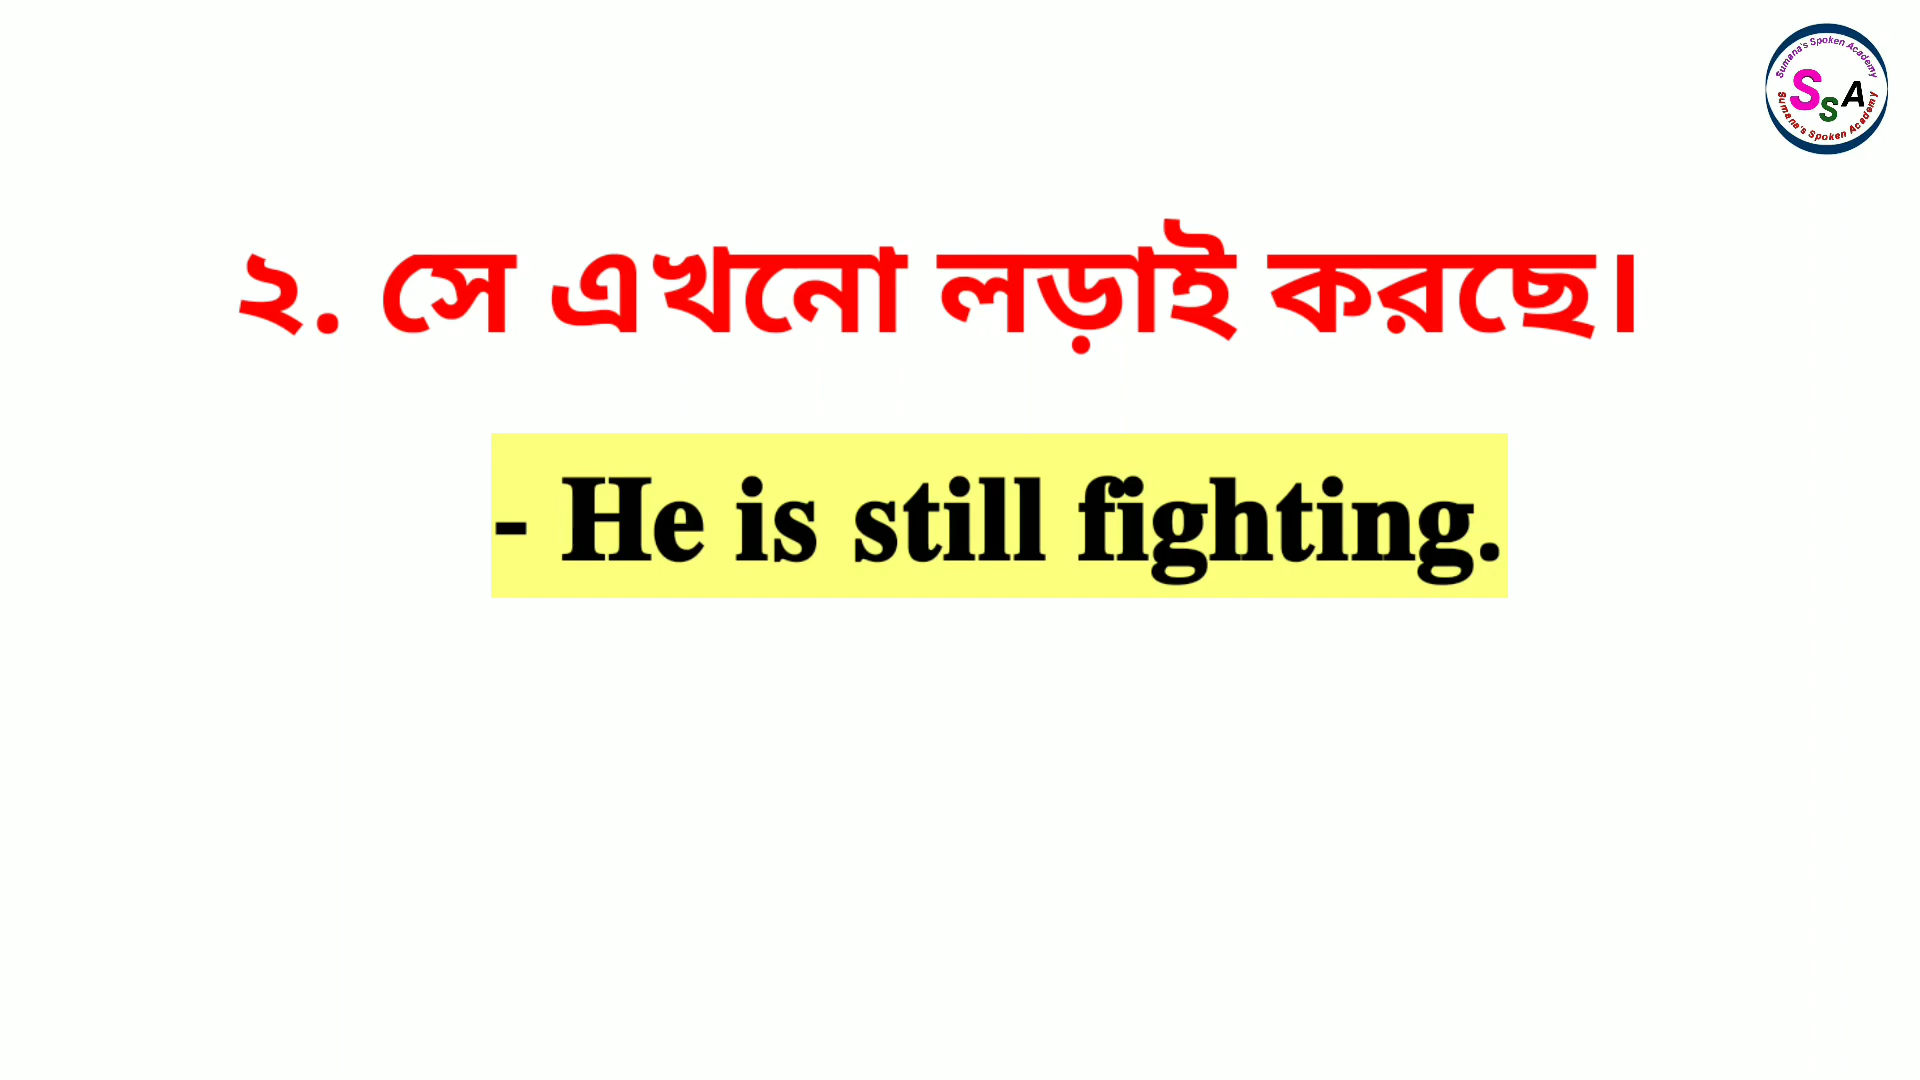 Sumana's Spoken Academy
SSA
Sumana's Spoken Academy
২. সে এখনো লড়াই করছে।
- He is still fighting.